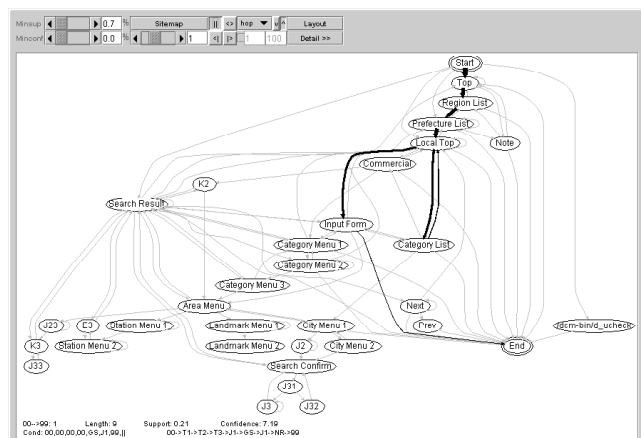 Minsup 0.7 % Sitemap || <> hop v ^ Layout
Minconf 0.0 % 1 <| |> 1 100 Detail >>
Start
Top
Region List
Prefecture List
Local Top
Note
Commercial
K2
Search Result
Input Form
Category Menu 1
Category List
Category Menu 2
Category Menu 3
Area Menu
Next
J23
E3
Station Menu 1
Landmark Menu 1
City Menu 1
Prev
/dcm-bin/d_ucheck
K3
Station Menu 2
Landmark Menu 2
J2
City Menu 2
End
J33
Search Confirm
J31
J3
J32
00-->99: 1 Length: 9 Support: 0.21 Confidence: 7.19
Cond: 00,00,00,00,GS,J1,99,|| 00->T1->T2->T3->J1->GS->J1->NR->99